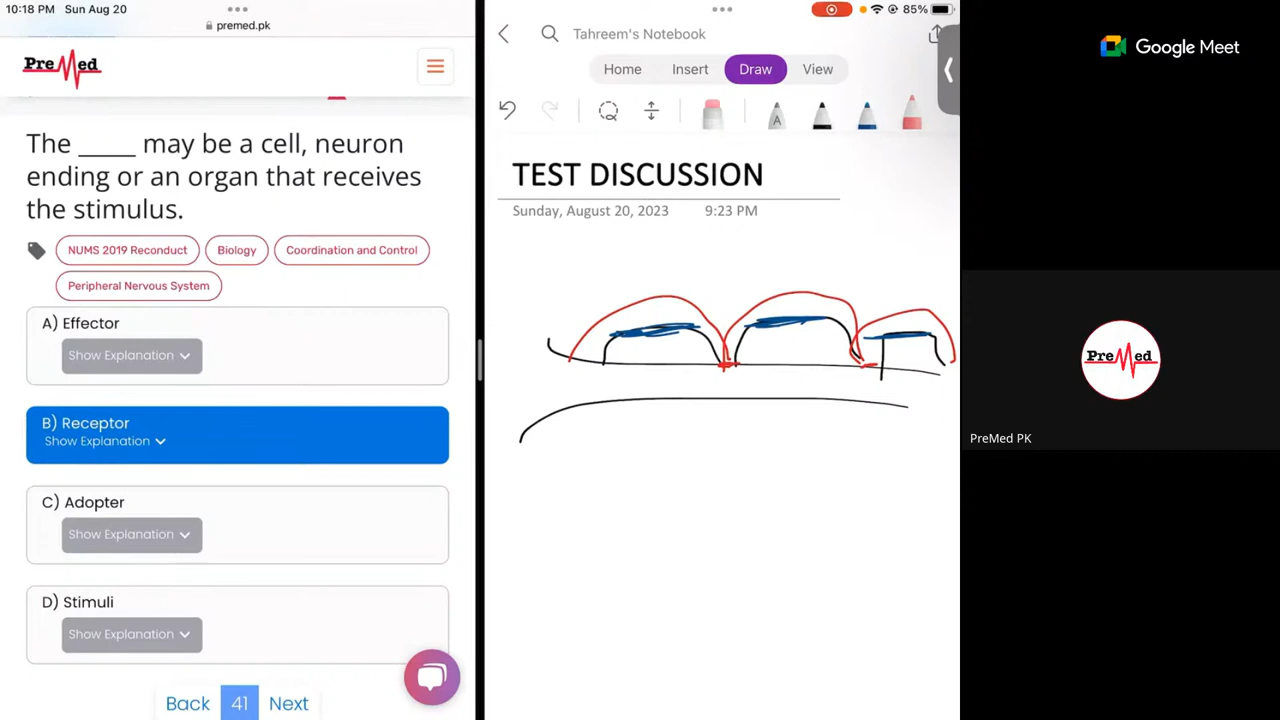 10:18 PM Sun Aug 20
premed.pk
PreMed
The _____ may be a cell, neuron
ending or an organ that receives
the stimulus.
NUMS 2019 Reconduct
Biology
Coordination and Control
Peripheral Nervous System
A) Effector
Show Explanation
B) Receptor
Show Explanation
C) Adopter
Show Explanation
D) Stimuli
Show Explanation
Back 41 Next
85%
Tahreem's Notebook
Home Insert Draw View
A
TEST DISCUSSION
Sunday, August 20, 2023 9:23 PM
Google Meet
PreMed
PreMed PK